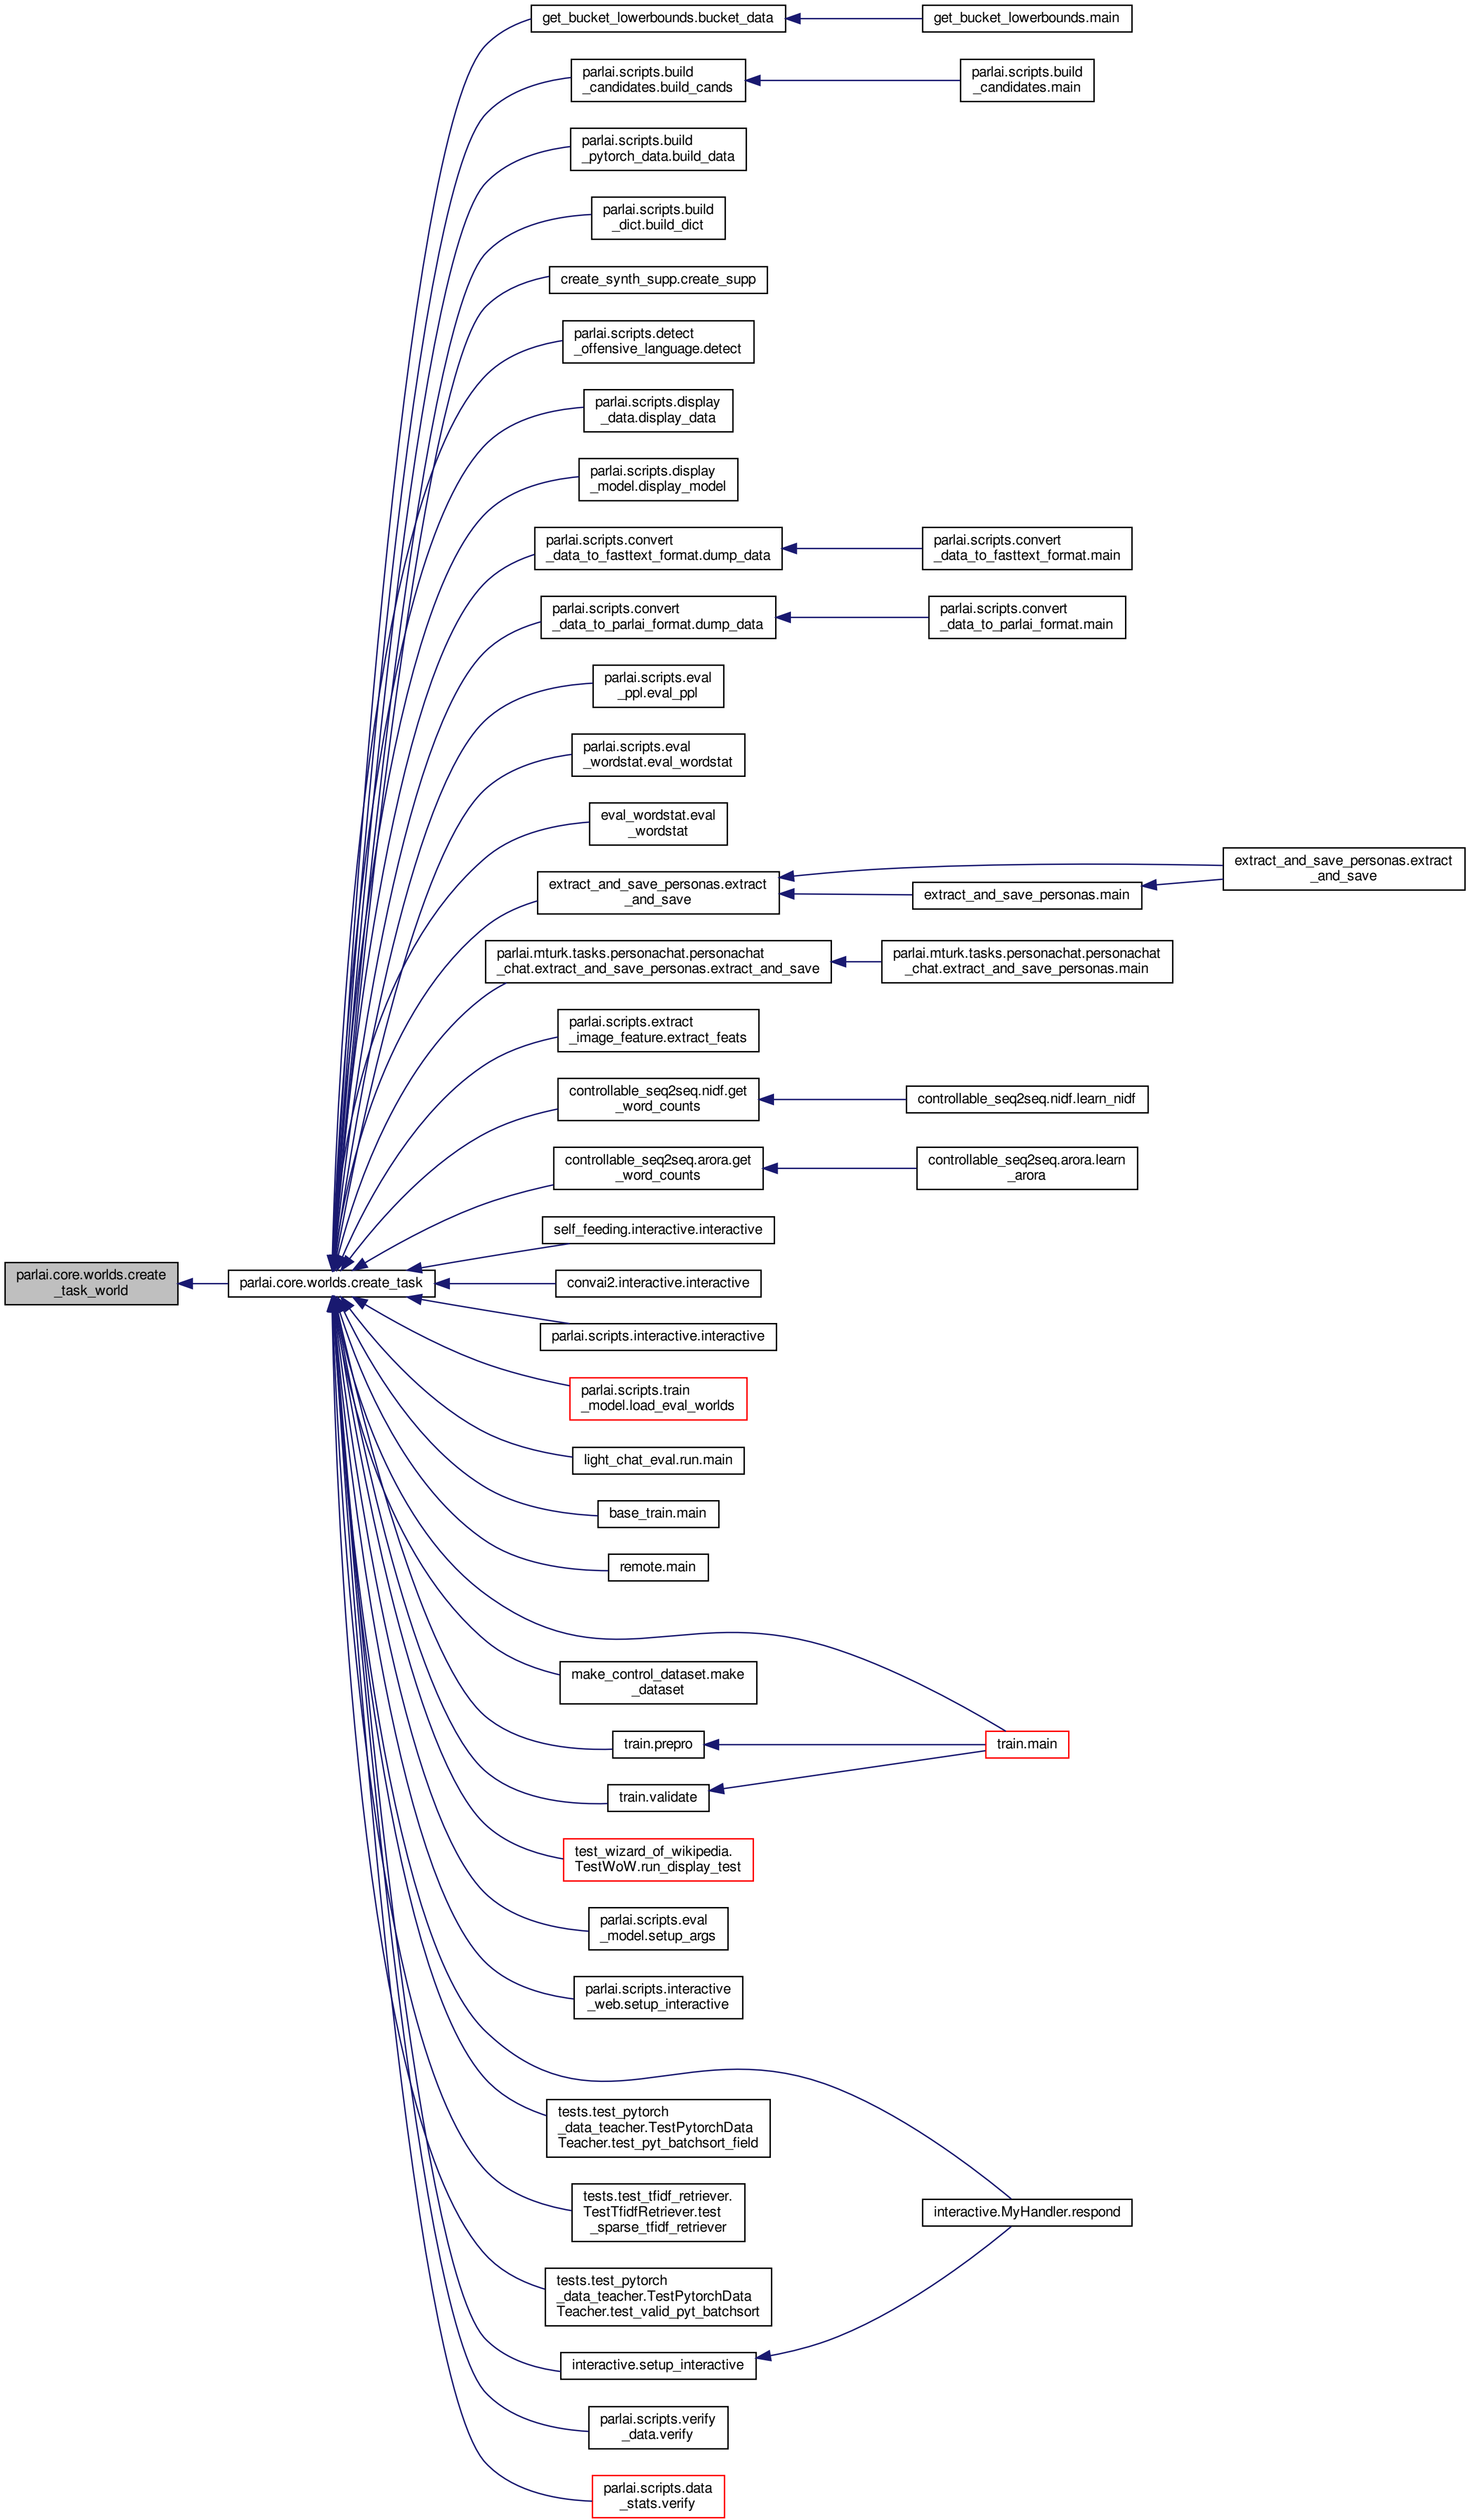 get_bucket_lowerbounds.bucket_data
get_bucket_lowerbounds.main
parlai.scripts.build
_candidates.build_cands
parlai.scripts.build
_candidates.main
parlai.scripts.build
_pytorch_data.build_data
parlai.scripts.build
_dict.build_dict
create_synth_supp.create_supp
parlai.scripts.detect
_offensive_language.detect
parlai.scripts.display
_data.display_data
parlai.scripts.display
_model.display_model
parlai.scripts.convert
_data_to_fasttext_format.dump_data
parlai.scripts.convert
_data_to_fasttext_format.main
parlai.scripts.convert
_data_to_parlai_format.dump_data
parlai.scripts.convert
_data_to_parlai_format.main
parlai.scripts.eval
_ppl.eval_ppl
parlai.scripts.eval
_wordstat.eval_wordstat
eval_wordstat.eval
_wordstat
extract_and_save_personas.extract
_and_save
extract_and_save_personas.main
extract_and_save_personas.extract
_and_save
parlai.mturk.tasks.personachat.personachat
_chat.extract_and_save_personas.extract_and_save
parlai.mturk.tasks.personachat.personachat
_chat.extract_and_save_personas.main
parlai.scripts.extract
_image_feature.extract_feats
controllable_seq2seq.nidf.get
_word_counts
controllable_seq2seq.nidf.learn_nidf
controllable_seq2seq.arora.get
_word_counts
controllable_seq2seq.arora.learn
_arora
self_feeding.interactive.interactive
parlai.core.worlds.create
_task_world
parlai.core.worlds.create_task
convai2.interactive.interactive
parlai.scripts.interactive.interactive
parlai.scripts.train
_model.load_eval_worlds
light_chat_eval.run.main
base_train.main
remote.main
make_control_dataset.make
_dataset
train.prepro
train.main
train.validate
test_wizard_of_wikipedia.
TestWoW.run_display_test
parlai.scripts.eval
_model.setup_args
parlai.scripts.interactive
_web.setup_interactive
tests.test_pytorch
_data_teacher.TestPytorchData
Teacher.test_pyt_batchsort_field
tests.test_tfidf_retriever.
TestTfidfRetriever.test
_sparse_tfidf_retriever
interactive.MyHandler.respond
tests.test_pytorch
_data_teacher.TestPytorchData
Teacher.test_valid_pyt_batchsort
interactive.setup_interactive
parlai.scripts.verify
_data.verify
parlai.scripts.data
_stats.verify